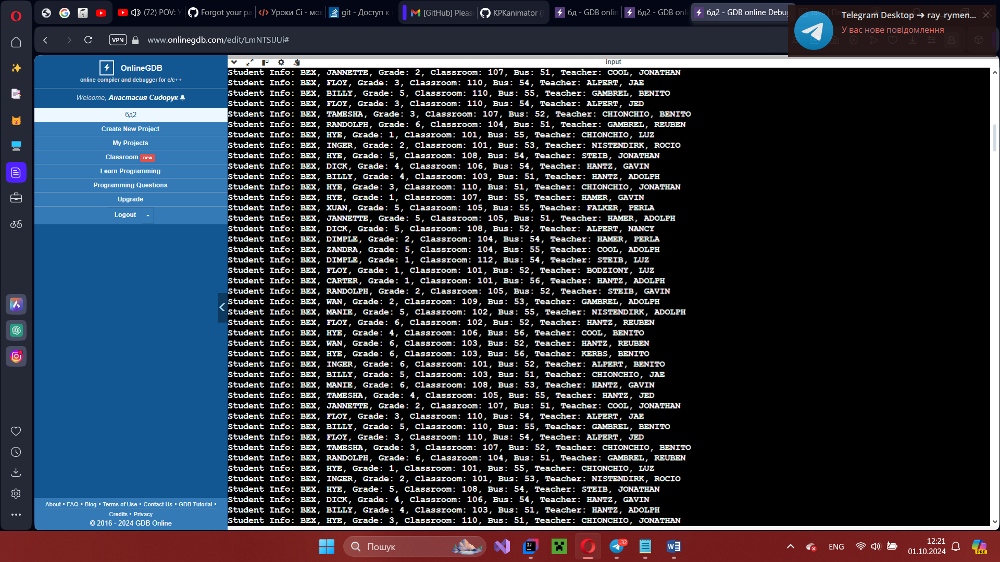 (72) POV: Y
Forgot your pa
Уроки Сі - мов
git - Доступ к
[GitHub] Pleas
KPKanimator (
бд - GDB onlin
бд2 - GDB onl
бд2 - GDB online Debug
Telegram Desktop ➔ ray_rymen...
У вас нове повідомлення
VPN
www.onlinegdb.com/edit/LmNTSlJUi#
OnlineGDB
online compiler and debugger for c/c++
Welcome, Анастасия Сидорук
бд2
Create New Project
My Projects
Classroom new
Learn Programming
Programming Questions
Upgrade
Logout
About • FAQ • Blog • Terms of Use • Contact Us • GDB Tutorial •
Credits • Privacy
© 2016 - 2024 GDB Online
input
Student Info: BEX, JANNETTE, Grade: 2, Classroom: 107, Bus: 51, Teacher: COOL, JONATHAN
Student Info: BEX, FLOY, Grade: 3, Classroom: 110, Bus: 54, Teacher: ALPERT, JAE
Student Info: BEX, BILLY, Grade: 5, Classroom: 110, Bus: 55, Teacher: GAMBREL, BENITO
Student Info: BEX, FLOY, Grade: 3, Classroom: 110, Bus: 54, Teacher: ALPERT, JED
Student Info: BEX, TAMESHA, Grade: 3, Classroom: 107, Bus: 52, Teacher: CHIONCHIO, BENITO
Student Info: BEX, RANDOLPH, Grade: 6, Classroom: 104, Bus: 51, Teacher: GAMBREL, REUBEN
Student Info: BEX, HYE, Grade: 1, Classroom: 101, Bus: 55, Teacher: CHIONCHIO, LUZ
Student Info: BEX, INGER, Grade: 2, Classroom: 101, Bus: 53, Teacher: NISTENDIRK, ROCIO
Student Info: BEX, HYE, Grade: 5, Classroom: 108, Bus: 54, Teacher: STEIB, JONATHAN
Student Info: BEX, DICK, Grade: 4, Classroom: 106, Bus: 54, Teacher: HANTZ, GAVIN
Student Info: BEX, BILLY, Grade: 4, Classroom: 103, Bus: 51, Teacher: HANTZ, ADOLPH
Student Info: BEX, HYE, Grade: 3, Classroom: 110, Bus: 51, Teacher: CHIONCHIO, JONATHAN
Student Info: BEX, HYE, Grade: 1, Classroom: 107, Bus: 55, Teacher: HAMER, GAVIN
Student Info: BEX, XUAN, Grade: 5, Classroom: 105, Bus: 55, Teacher: FALKER, PERLA
Student Info: BEX, JANNETTE, Grade: 5, Classroom: 105, Bus: 51, Teacher: HAMER, ADOLPH
Student Info: BEX, DICK, Grade: 5, Classroom: 108, Bus: 52, Teacher: ALPERT, NANCY
Student Info: BEX, DIMPLE, Grade: 2, Classroom: 104, Bus: 54, Teacher: HAMER, PERLA
Student Info: BEX, ZANDRA, Grade: 5, Classroom: 104, Bus: 55, Teacher: COOL, ADOLPH
Student Info: BEX, DIMPLE, Grade: 1, Classroom: 112, Bus: 54, Teacher: STEIB, LUZ
Student Info: BEX, FLOY, Grade: 1, Classroom: 101, Bus: 52, Teacher: BODZIONY, LUZ
Student Info: BEX, CARTER, Grade: 1, Classroom: 101, Bus: 56, Teacher: HANTZ, ADOLPH
Student Info: BEX, RANDOLPH, Grade: 2, Classroom: 105, Bus: 52, Teacher: STEIB, GAVIN
Student Info: BEX, WAN, Grade: 2, Classroom: 109, Bus: 53, Teacher: GAMBREL, ADOLPH
Student Info: BEX, MANIE, Grade: 5, Classroom: 102, Bus: 55, Teacher: NISTENDIRK, ADOLPH
Student Info: BEX, FLOY, Grade: 6, Classroom: 102, Bus: 52, Teacher: HANTZ, REUBEN
Student Info: BEX, HYE, Grade: 4, Classroom: 106, Bus: 56, Teacher: COOL, BENITO
Student Info: BEX, WAN, Grade: 6, Classroom: 103, Bus: 52, Teacher: HANTZ, REUBEN
Student Info: BEX, HYE, Grade: 6, Classroom: 103, Bus: 56, Teacher: KERBS, BENITO
Student Info: BEX, INGER, Grade: 6, Classroom: 101, Bus: 52, Teacher: ALPERT, BENITO
Student Info: BEX, BILLY, Grade: 5, Classroom: 103, Bus: 51, Teacher: CHIONCHIO, JAE
Student Info: BEX, MANIE, Grade: 6, Classroom: 108, Bus: 53, Teacher: HANTZ, GAVIN
Student Info: BEX, TAMESHA, Grade: 4, Classroom: 105, Bus: 55, Teacher: HANTZ, JED
Student Info: BEX, JANNETTE, Grade: 2, Classroom: 107, Bus: 51, Teacher: COOL, JONATHAN
Student Info: BEX, FLOY, Grade: 3, Classroom: 110, Bus: 54, Teacher: ALPERT, JAE
Student Info: BEX, BILLY, Grade: 5, Classroom: 110, Bus: 55, Teacher: GAMBREL, BENITO
Student Info: BEX, FLOY, Grade: 3, Classroom: 110, Bus: 54, Teacher: ALPERT, JED
Student Info: BEX, TAMESHA, Grade: 3, Classroom: 107, Bus: 52, Teacher: CHIONCHIO, BENITO
Student Info: BEX, RANDOLPH, Grade: 6, Classroom: 104, Bus: 51, Teacher: GAMBREL, REUBEN
Student Info: BEX, HYE, Grade: 1, Classroom: 101, Bus: 55, Teacher: CHIONCHIO, LUZ
Student Info: BEX, INGER, Grade: 2, Classroom: 101, Bus: 53, Teacher: NISTENDIRK, ROCIO
Student Info: BEX, HYE, Grade: 5, Classroom: 108, Bus: 54, Teacher: STEIB, JONATHAN
Student Info: BEX, DICK, Grade: 4, Classroom: 106, Bus: 54, Teacher: HANTZ, GAVIN
Student Info: BEX, BILLY, Grade: 4, Classroom: 103, Bus: 51, Teacher: HANTZ, ADOLPH
Student Info: BEX, HYE, Grade: 3, Classroom: 110, Bus: 51, Teacher: CHIONCHIO, JONATHAN
Пошук
32
ENG
12:21
01.10.2024
PRE